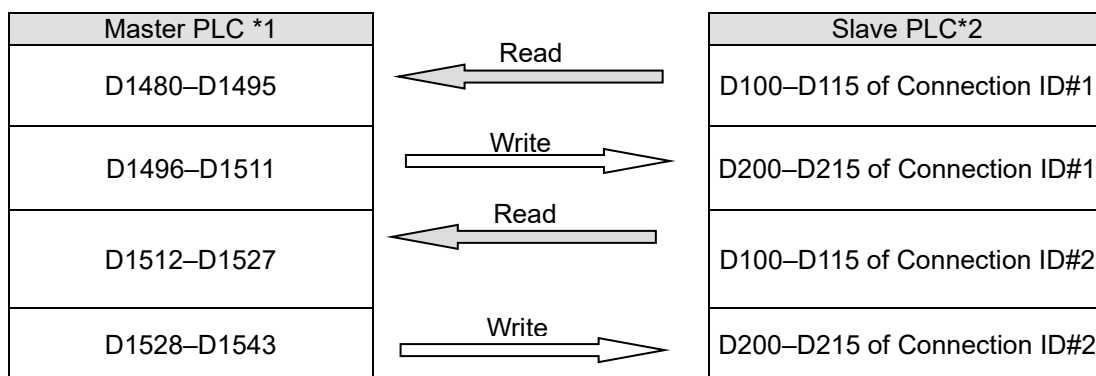 Master PLC *1
Slave PLC*2
Read
D1480–D1495
D100–D115 of Connection ID#1
Write
D1496–D1511
D200–D215 of Connection ID#1
Read
D1512–D1527
D100–D115 of Connection ID#2
Write
D1528–D1543
D200–D215 of Connection ID#2